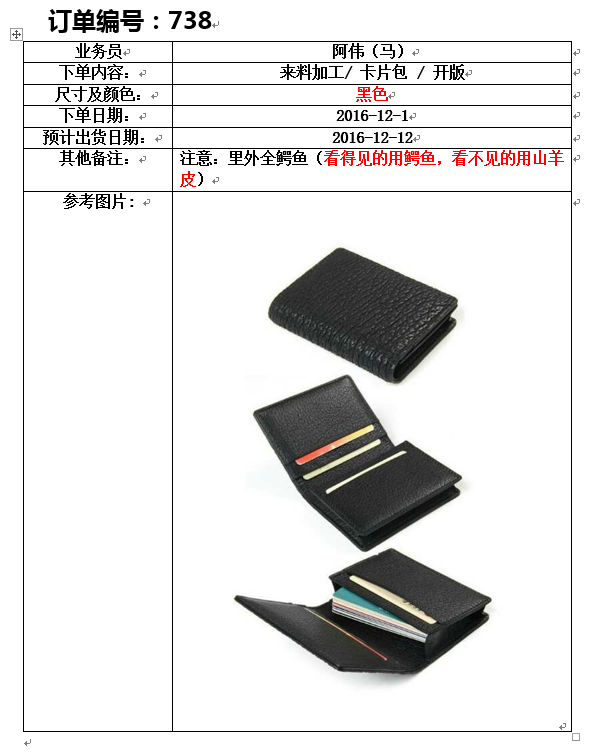 订单编号：738
业务员 阿伟（马）
下单内容： 来料加工/ 卡片包 / 开版
尺寸及颜色： 黑色
下单日期： 2016-12-1
预计出货日期： 2016-12-12
其他备注： 注意：里外全鳄鱼（看得见的用鳄鱼，看不见的用山羊
皮）
参考图片：